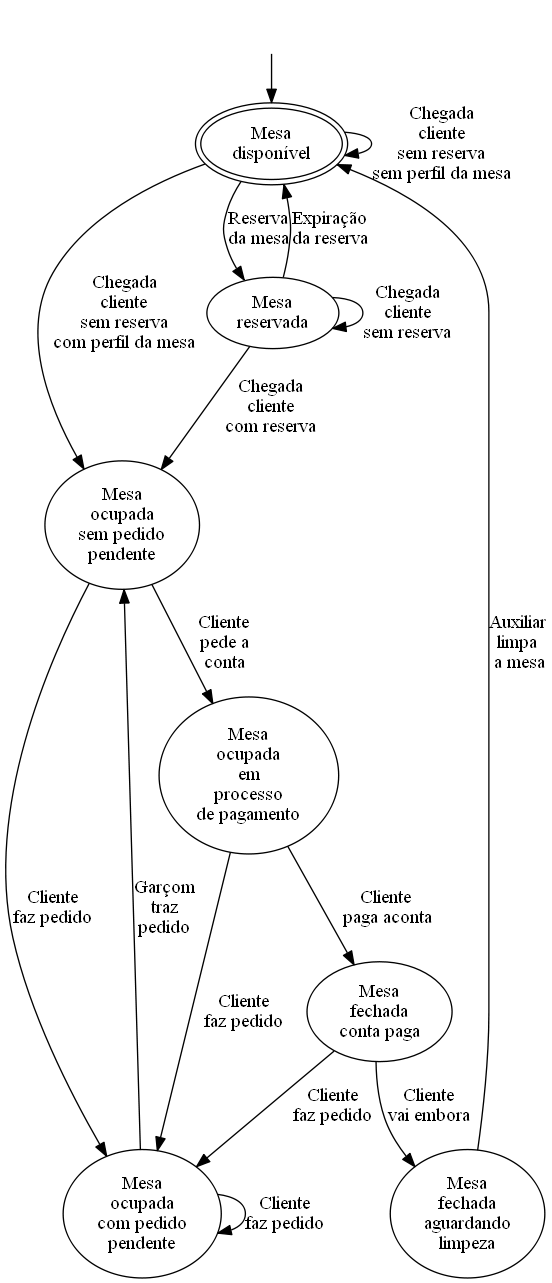 Mesa
disponível
Chegada
cliente
sem reserva
sem perfil da mesa
Reserva
da mesa
Expiração
da reserva
Chegada
cliente
sem reserva
com perfil da mesa
Mesa
reservada
Chegada
cliente
sem reserva
Chegada
cliente
com reserva
Mesa
ocupada
sem pedido
pendente
Cliente
pede a
conta
Auxiliar
limpa
a mesa
Mesa
ocupada
em
processo
de pagamento
Cliente
faz pedido
Garçom
traz
pedido
Cliente
paga aconta
Cliente
faz pedido
Mesa
fechada
conta paga
Cliente
faz pedido
Cliente
vai embora
Mesa
ocupada
com pedido
pendente
Cliente
faz pedido
Mesa
fechada
aguardando
limpeza